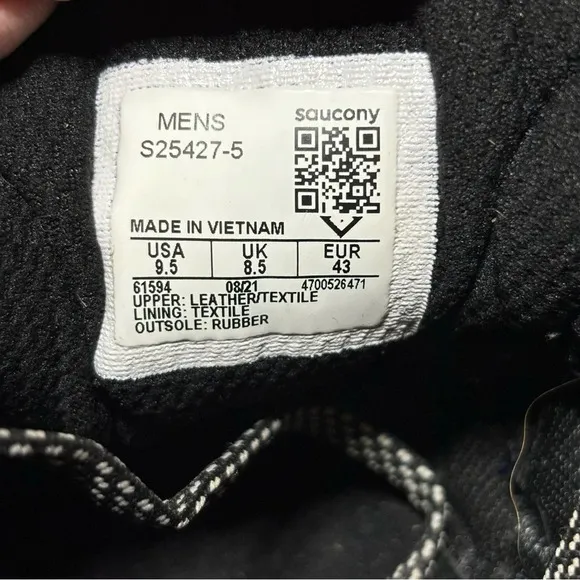 MENS
S25427-5
saucony
MADE IN VIETNAM
USA UK EUR
9.5 8.5 43
61594 08/21 4700526471
UPPER: LEATHER/TEXTILE
LINING: TEXTILE
OUTSOLE: RUBBER